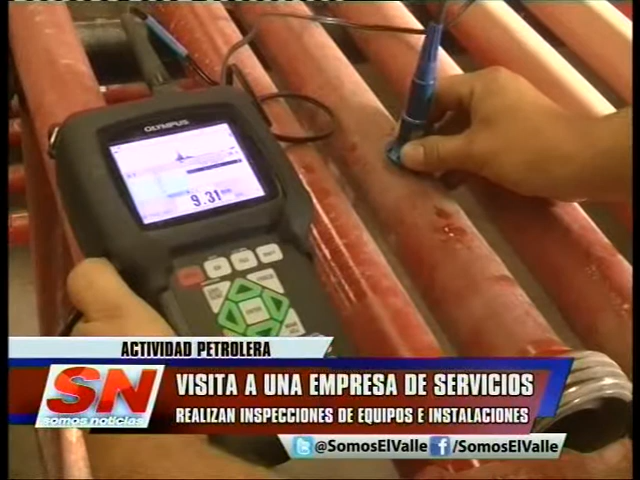 OLYMPUS
9.31
ACTIVIDAD PETROLERA
SN
somos noticias
VISITA A UNA EMPRESA DE SERVICIOS
REALIZAN INSPECCIONES DE EQUIPOS E INSTALACIONES
@SomosElValle f /SomosElValle